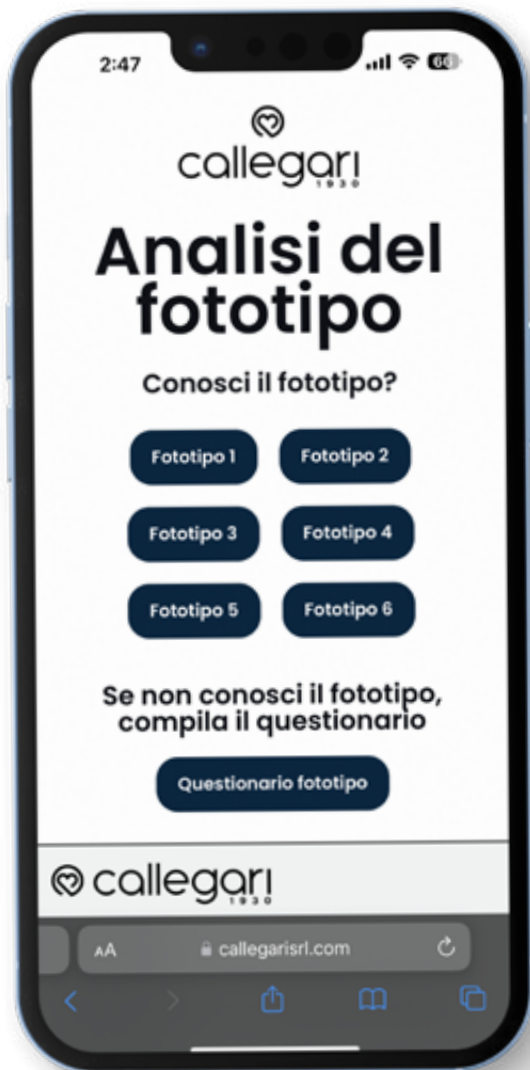 2:47
66
callegari
1930
Analisi del
fototipo
Conosci il fototipo?
Fototipo 1
Fototipo 2
Fototipo 3
Fototipo 4
Fototipo 5
Fototipo 6
Se non conosci il fototipo,
compila il questionario
Questionario fototipo
callegari
1930
AA
callegarisrl.com